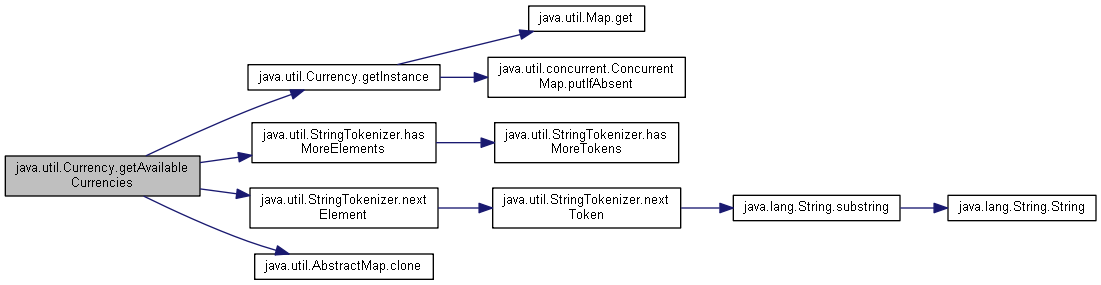 java.util.Map.get
java.util.Currency.getInstance
java.util.concurrent.Concurrent
Map.putIfAbsent
java.util.StringTokenizer.has
MoreElements
java.util.StringTokenizer.has
MoreTokens
java.util.Currency.getAvailable
Currencies
java.util.StringTokenizer.next
Element
java.util.StringTokenizer.next
Token
java.lang.String.substring
java.lang.String.String
java.util.AbstractMap.clone